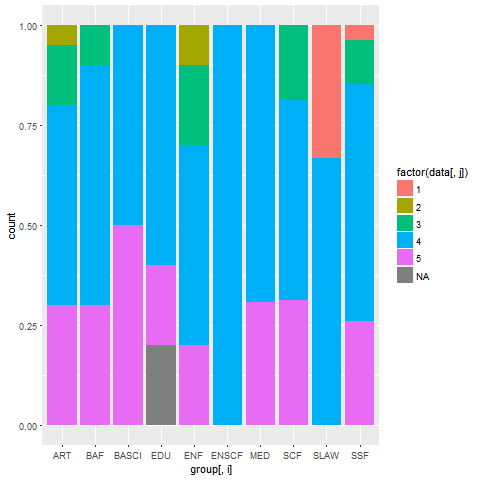 1.00
0.75
0.50
0.25
0.00
count
ART BAF BASCI EDU ENF ENSCF MED SCF SLAW SSF
group[, i]
factor(data[, j])
1
2
3
4
5
NA